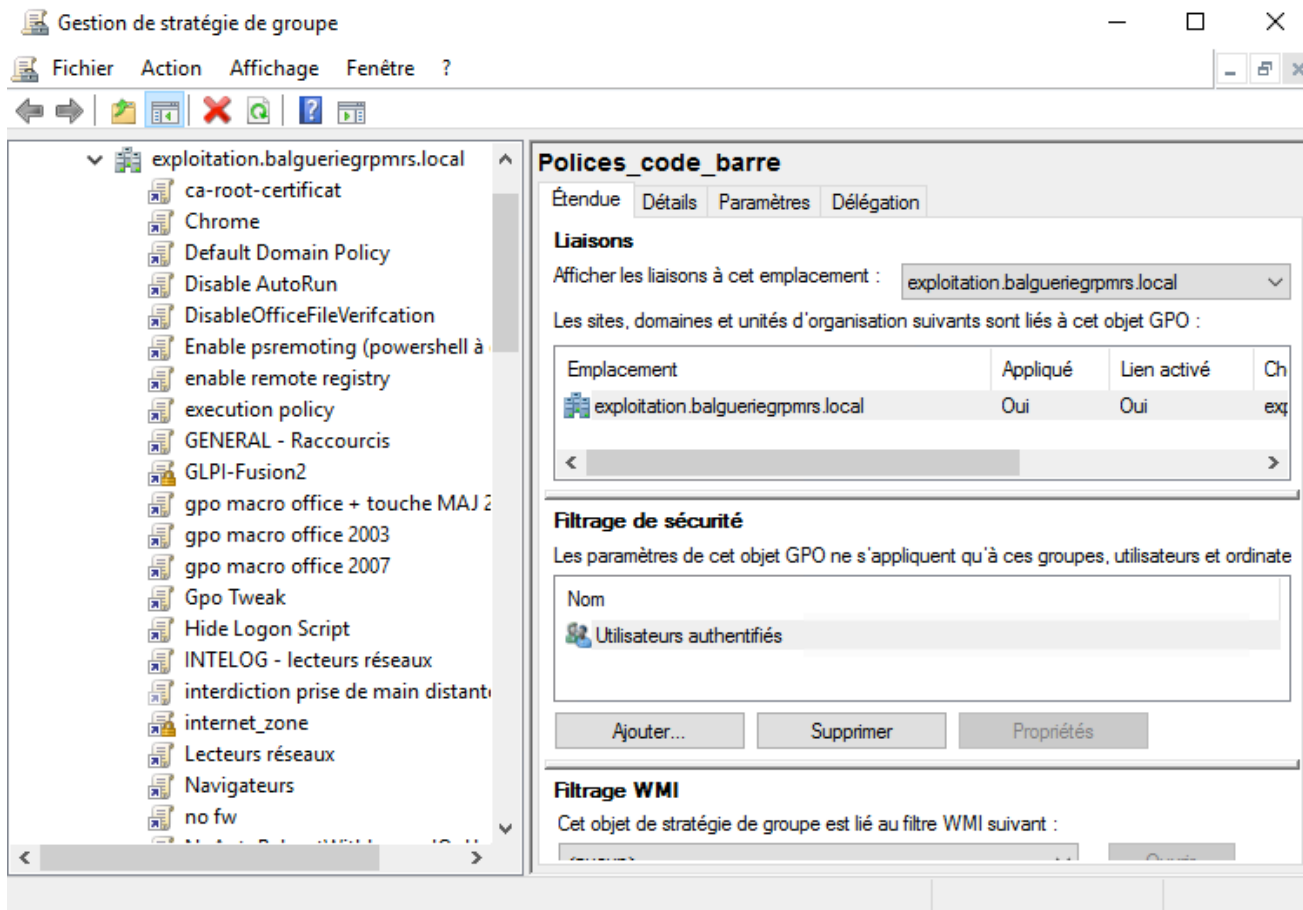 Gestion de stratégie de groupe
Fichier Action Affichage Fenêtre ?
exploitation.balgueriegrpmrs.local
ca-root-certificat
Chrome
Default Domain Policy
Disable AutoRun
DisableOfficeFileVerifcation
Enable psremoting (powershell à
enable remote registry
execution policy
GENERAL - Raccourcis
GLPI-Fusion2
gpo macro office + touche MAJ 2
gpo macro office 2003
gpo macro office 2007
Gpo Tweak
Hide Logon Script
INTELOG - lecteurs réseaux
interdiction prise de main distant
internet_zone
Lecteurs réseaux
Navigateurs
no fw
Polices_code_barre
Étendue Détails Paramètres Délégation
Liaisons
Afficher les liaisons à cet emplacement : exploitation.balgueriegrpmrs.local
Les sites, domaines et unités d'organisation suivants sont liés à cet objet GPO :
Emplacement Appliqué Lien activé Ch
exploitation.balgueriegrpmrs.local Oui Oui exp
Filtrage de sécurité
Les paramètres de cet objet GPO ne s'appliquent qu'à ces groupes, utilisateurs et ordinate
Nom
Utilisateurs authentifiés
Ajouter... Supprimer Propriétés
Filtrage WMI
Cet objet de stratégie de groupe est lié au filtre WMI suivant :